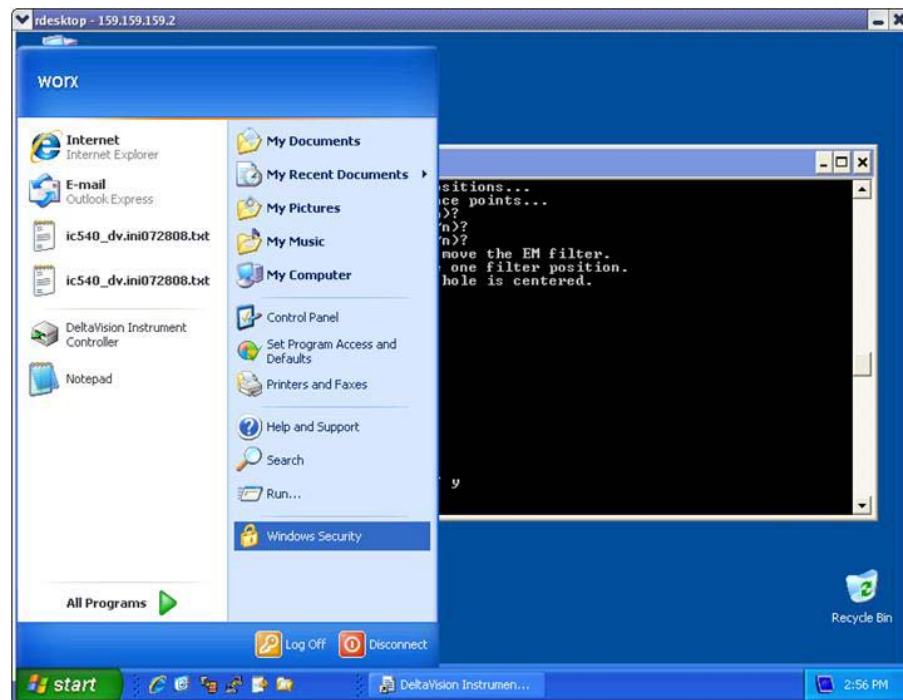 rdesktop - 159.159.159.2
worx
Internet
Internet Explorer
E-mail
Outlook Express
ic540_dv.ini072808.txt
ic540_dv.ini072808.txt
DeltaVision Instrument
Controller
Notepad
All Programs
My Documents
My Recent Documents
My Pictures
My Music
My Computer
Control Panel
Set Program Access and
Defaults
Printers and Faxes
Help and Support
Search
Run...
Windows Security
Log Off
Disconnect
sitions...
ce points...
>?
n>?
n>?
move the EM filter.
one filter position.
hole is centered.
y
Recycle Bin
start
DeltaVision Instrumen...
2:56 PM